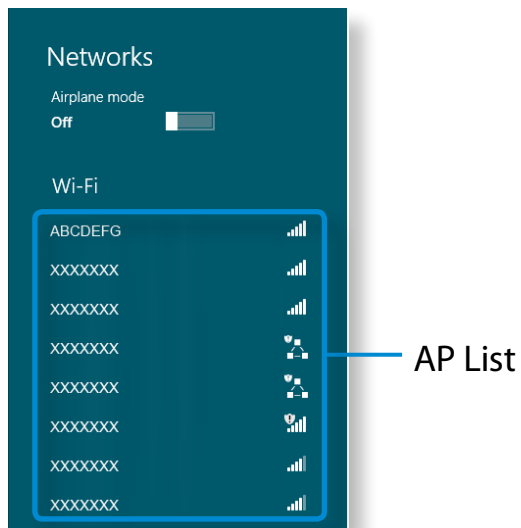 Networks
Airplane mode
Off
Wi-Fi
ABCDEFG
XXXXXXX
XXXXXXX
XXXXXXX
XXXXXXX
XXXXXXX
XXXXXXX
XXXXXXX
AP List